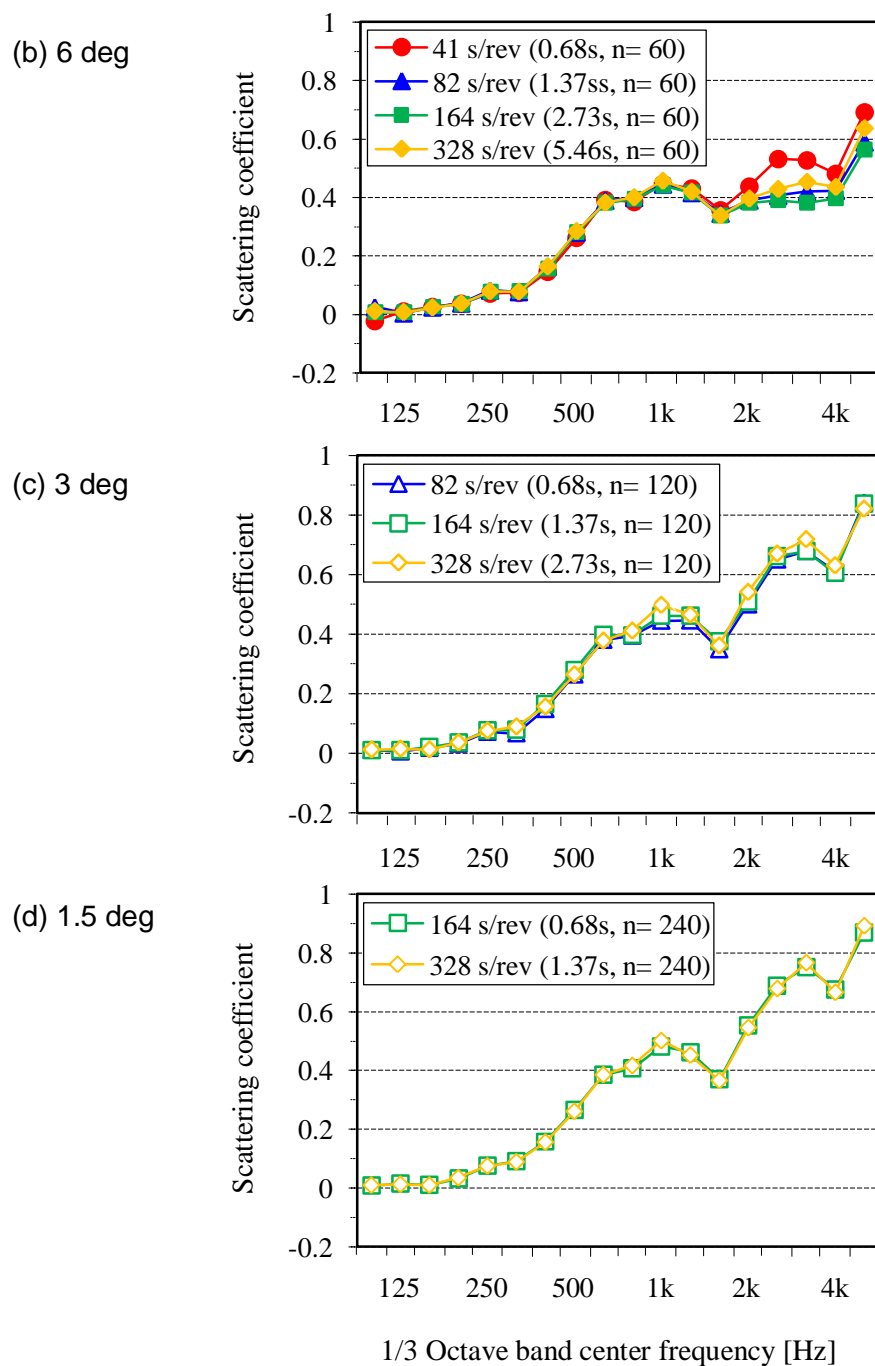 (b) 6 deg
Scattering coefficient
1
0.8
0.6
0.4
0.2
0
-0.2
41 s/rev (0.68s, n= 60)
82 s/rev (1.37ss, n= 60)
164 s/rev (2.73s, n= 60)
328 s/rev (5.46s, n= 60)
125 250 500 1k 2k 4k
(c) 3 deg
Scattering coefficient
1
0.8
0.6
0.4
0.2
0
-0.2
82 s/rev (0.68s, n= 120)
164 s/rev (1.37s, n= 120)
328 s/rev (2.73s, n= 120)
125 250 500 1k 2k 4k
(d) 1.5 deg
Scattering coefficient
1
0.8
0.6
0.4
0.2
0
-0.2
164 s/rev (0.68s, n= 240)
328 s/rev (1.37s, n= 240)
125 250 500 1k 2k 4k
1/3 Octave band center frequency [Hz]